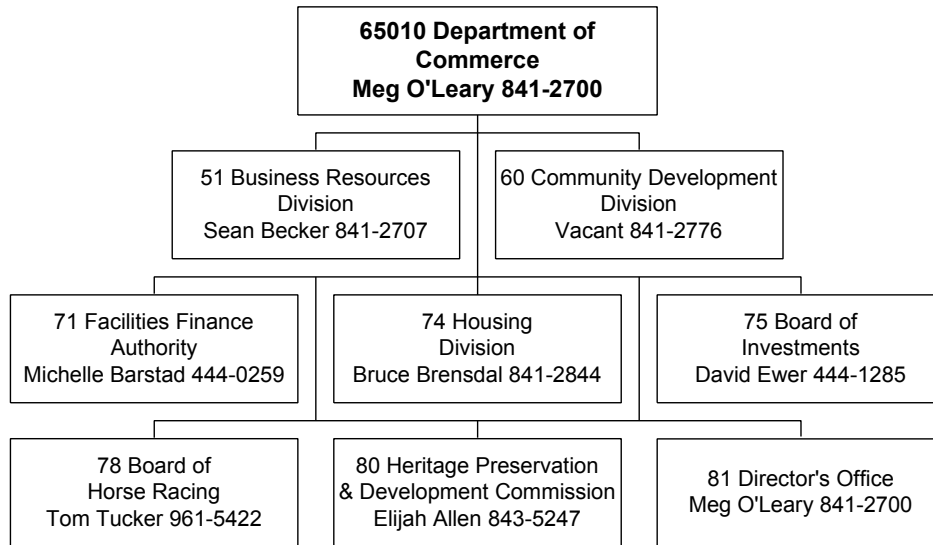 65010 Department of
Commerce
Meg O'Leary 841-2700
51 Business Resources
Division
Sean Becker 841-2707
60 Community Development
Division
Vacant 841-2776
71 Facilities Finance
Authority
Michelle Barstad 444-0259
74 Housing
Division
Bruce Brensdal 841-2844
75 Board of
Investments
David Ewer 444-1285
78 Board of
Horse Racing
Tom Tucker 961-5422
80 Heritage Preservation
& Development Commission
Elijah Allen 843-5247
81 Director's Office
Meg O'Leary 841-2700